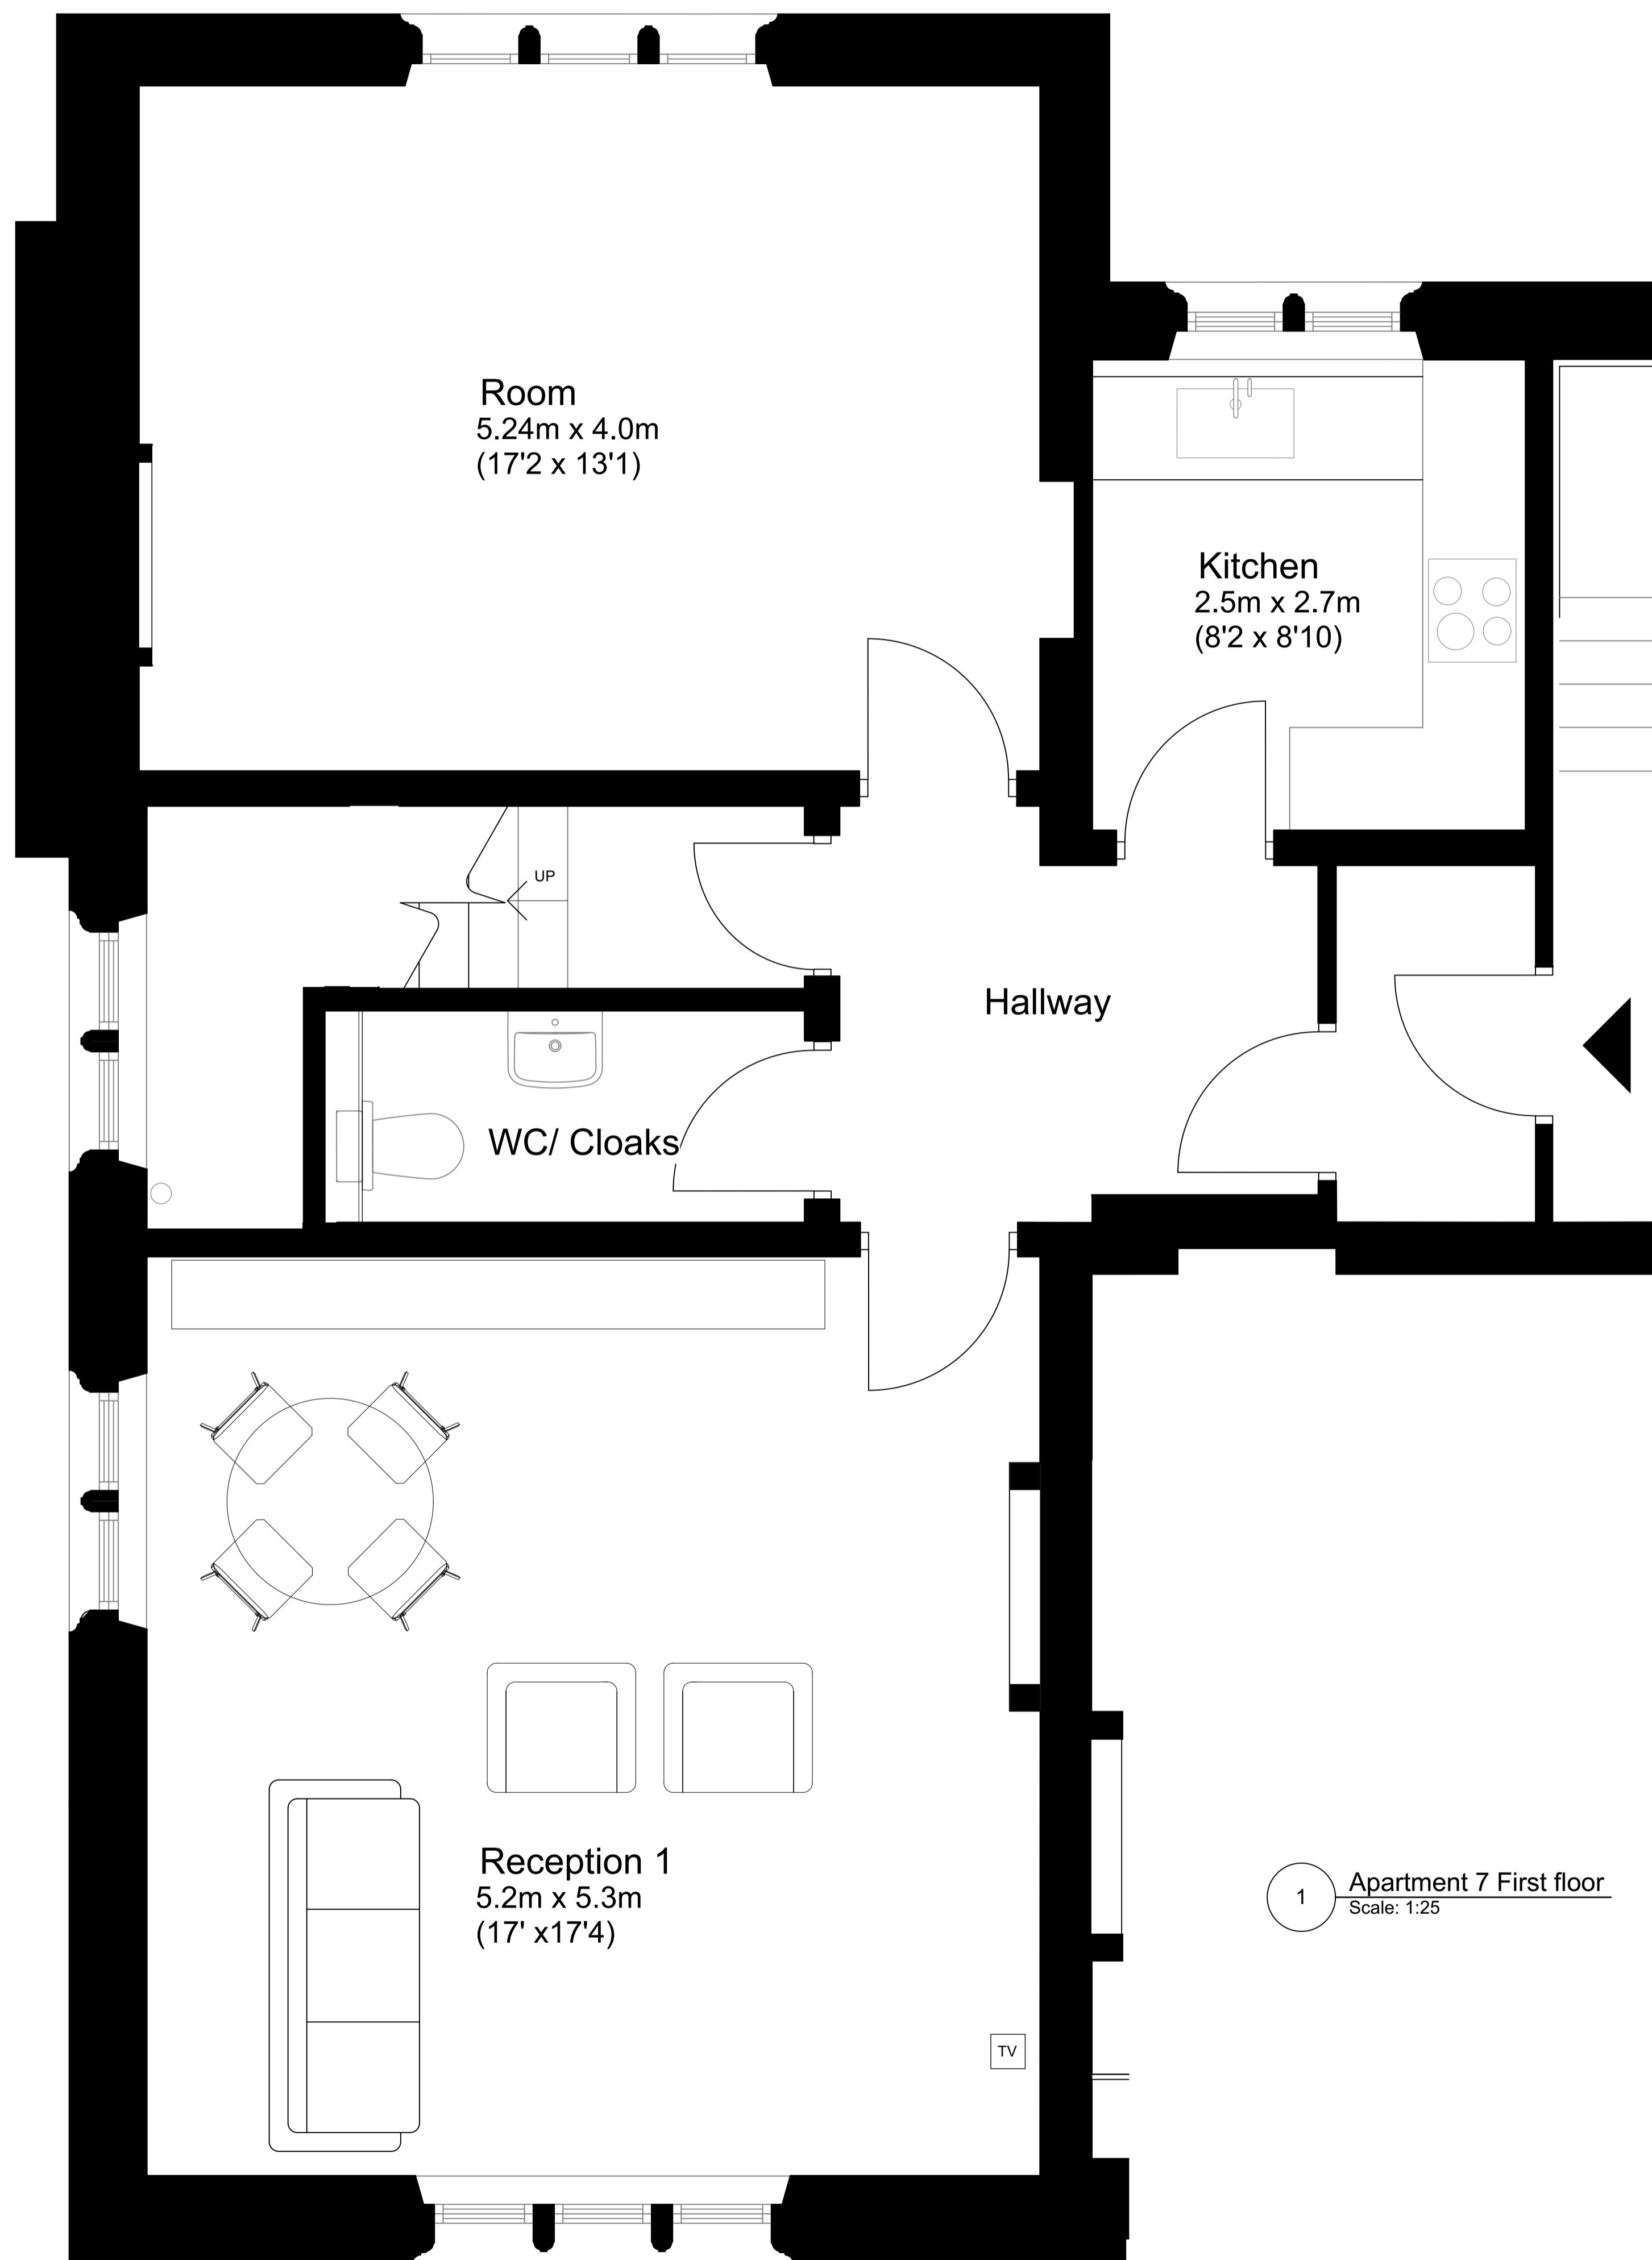 Room
5.24m x 4.0m
(17'2 x 13'1)
Kitchen
2.5m x 2.7m
(8'2 x 8'10)
UP
Hallway
WC/ Cloaks
Reception 1
5.2m x 5.3m
(17' x17'4)
1
Apartment 7 First floor
Scale: 1:25
TV